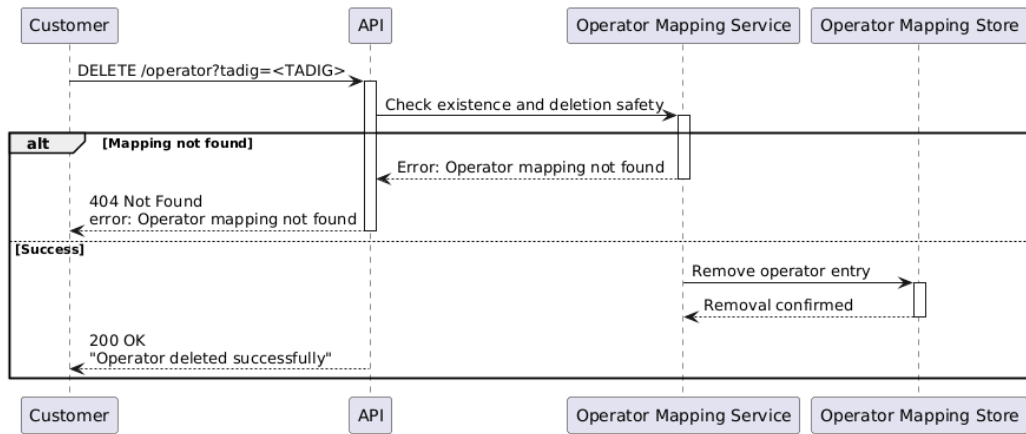 Customer
API
Operator Mapping Service
Operator Mapping Store
DELETE /operator?tadig=<TADIG>
Check existence and deletion safety
alt
[Mapping not found]
Error: Operator mapping not found
404 Not Found
error: Operator mapping not found
[Success]
Remove operator entry
Removal confirmed
200 OK
"Operator deleted successfully"
Customer
API
Operator Mapping Service
Operator Mapping Store